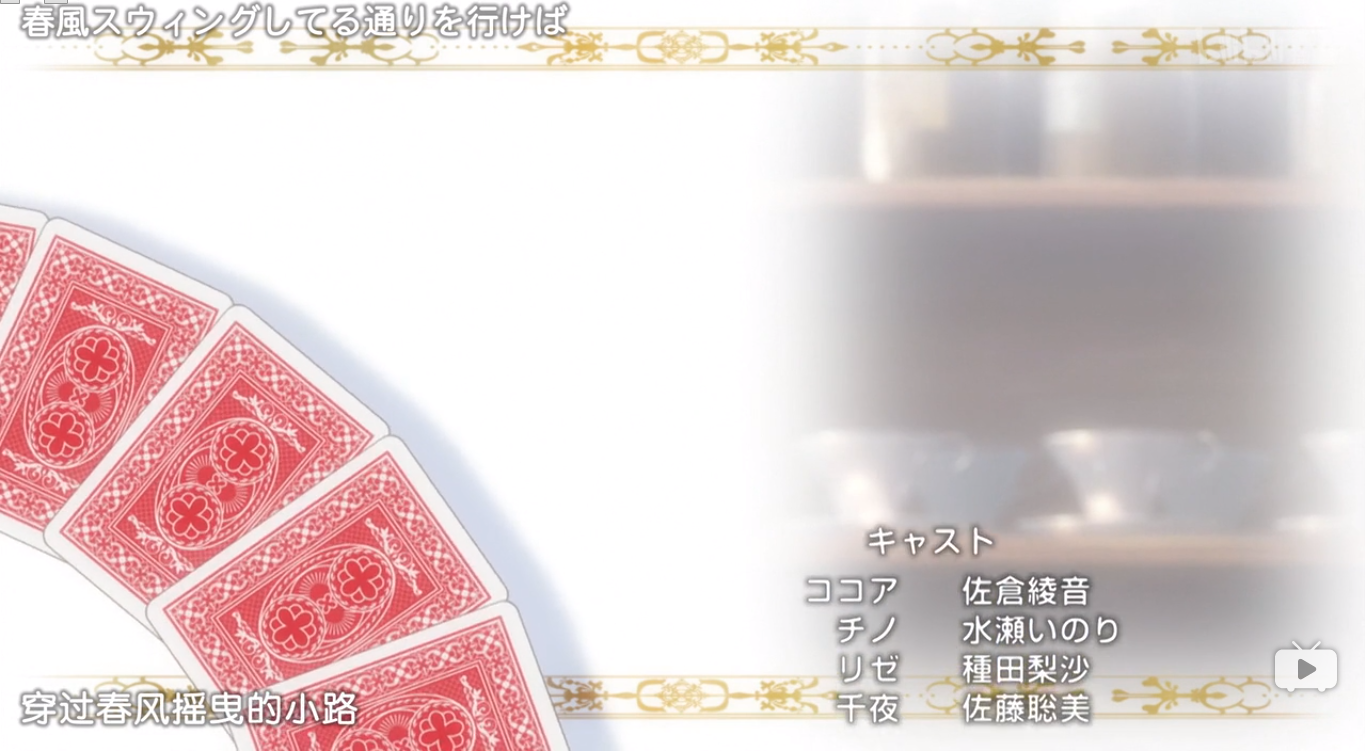 春風スウィングしてる通りを行けば
キャスト
ココア 佐倉綾音
チノ 水瀬いのり
リゼ 種田梨沙
千夜 佐藤聡美
穿过春风摇曳的小路